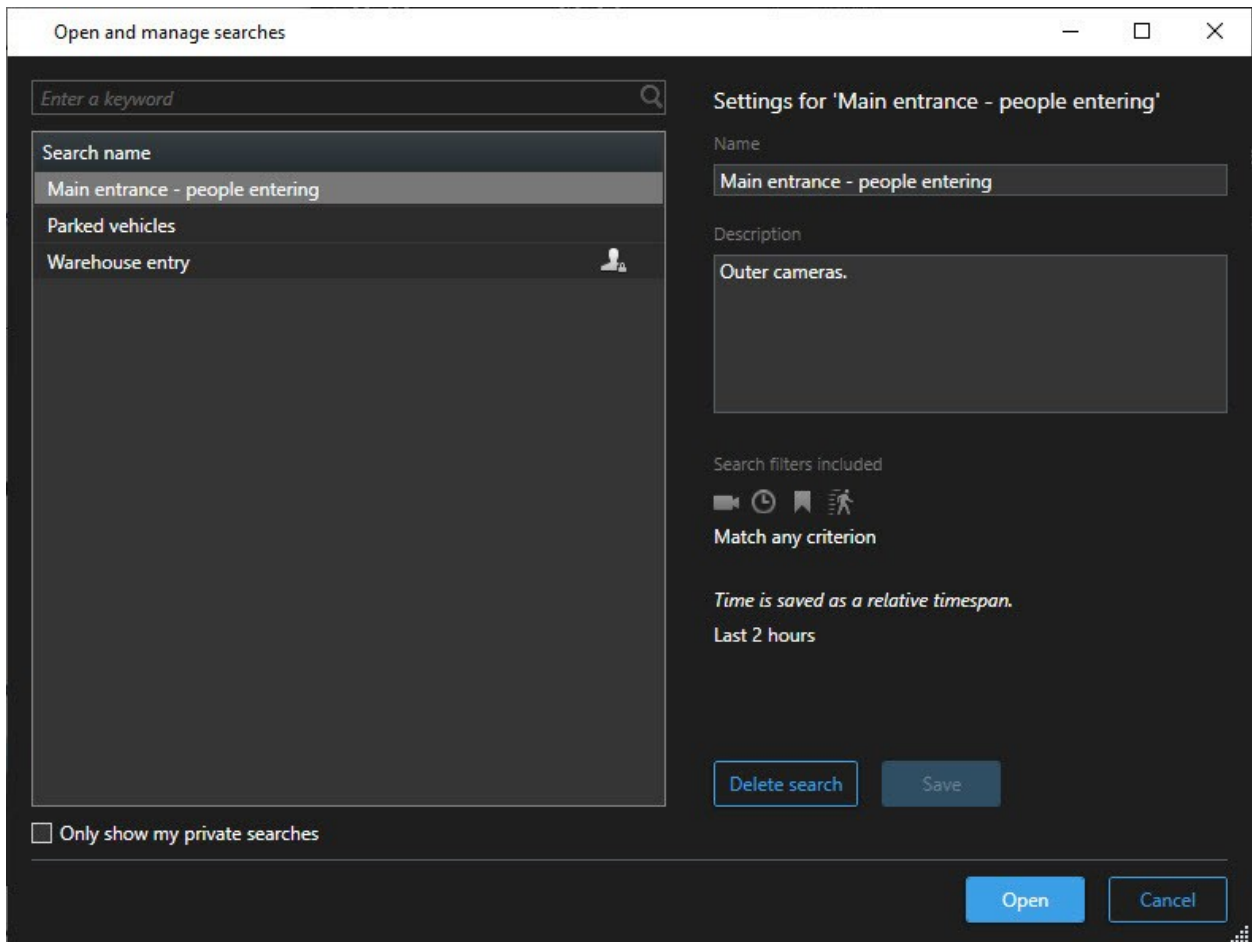 Open and manage searches
Enter a keyword
Search name
Main entrance - people entering
Parked vehicles
Warehouse entry
Only show my private searches
Settings for 'Main entrance - people entering'
Name
Main entrance - people entering
Description
Outer cameras.
Search filters included
Match any criterion
Time is saved as a relative timespan.
Last 2 hours
Delete search
Save
Open
Cancel